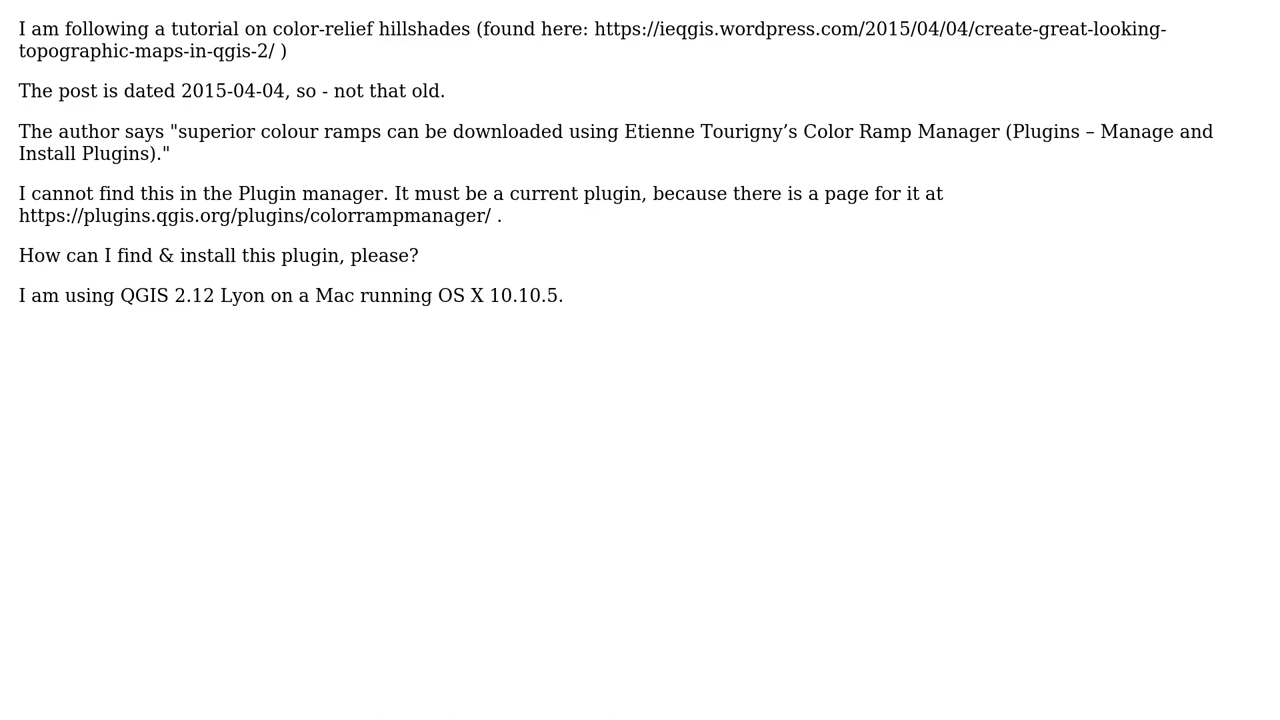 I am following a tutorial on color-relief hillshades (found here: https://ieqgis.wordpress.com/2015/04/04/create-great-looking-
topographic-maps-in-qgis-2/ )
The post is dated 2015-04-04, so - not that old.
The author says "superior colour ramps can be downloaded using Etienne Tourigny’s Color Ramp Manager (Plugins – Manage and
Install Plugins)."
I cannot find this in the Plugin manager. It must be a current plugin, because there is a page for it at
https://plugins.qgis.org/plugins/colorrampmanager/ .
How can I find & install this plugin, please?
I am using QGIS 2.12 Lyon on a Mac running OS X 10.10.5.